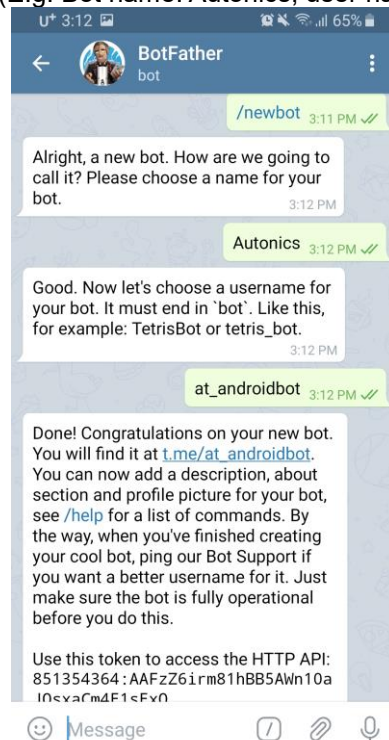 U+ 3:12 65%
BotFather
bot
/newbot 3:11 PM
Alright, a new bot. How are we going to
call it? Please choose a name for your
bot.
3:12 PM
Autonics 3:12 PM
Good. Now let's choose a username for
your bot. It must end in `bot`. Like this,
for example: TetrisBot or tetris_bot.
3:12 PM
at_androidbot 3:12 PM
Done! Congratulations on your new bot.
You will find it at t.me/at_androidbot.
You can now add a description, about
section and profile picture for your bot,
see /help for a list of commands. By
the way, when you've finished creating
your cool bot, ping our Bot Support if
you want a better username for it. Just
make sure the bot is fully operational
before you do this.
Use this token to access the HTTP API:
851354364:AAFzZ6irm81hBB5AWn10a
Message